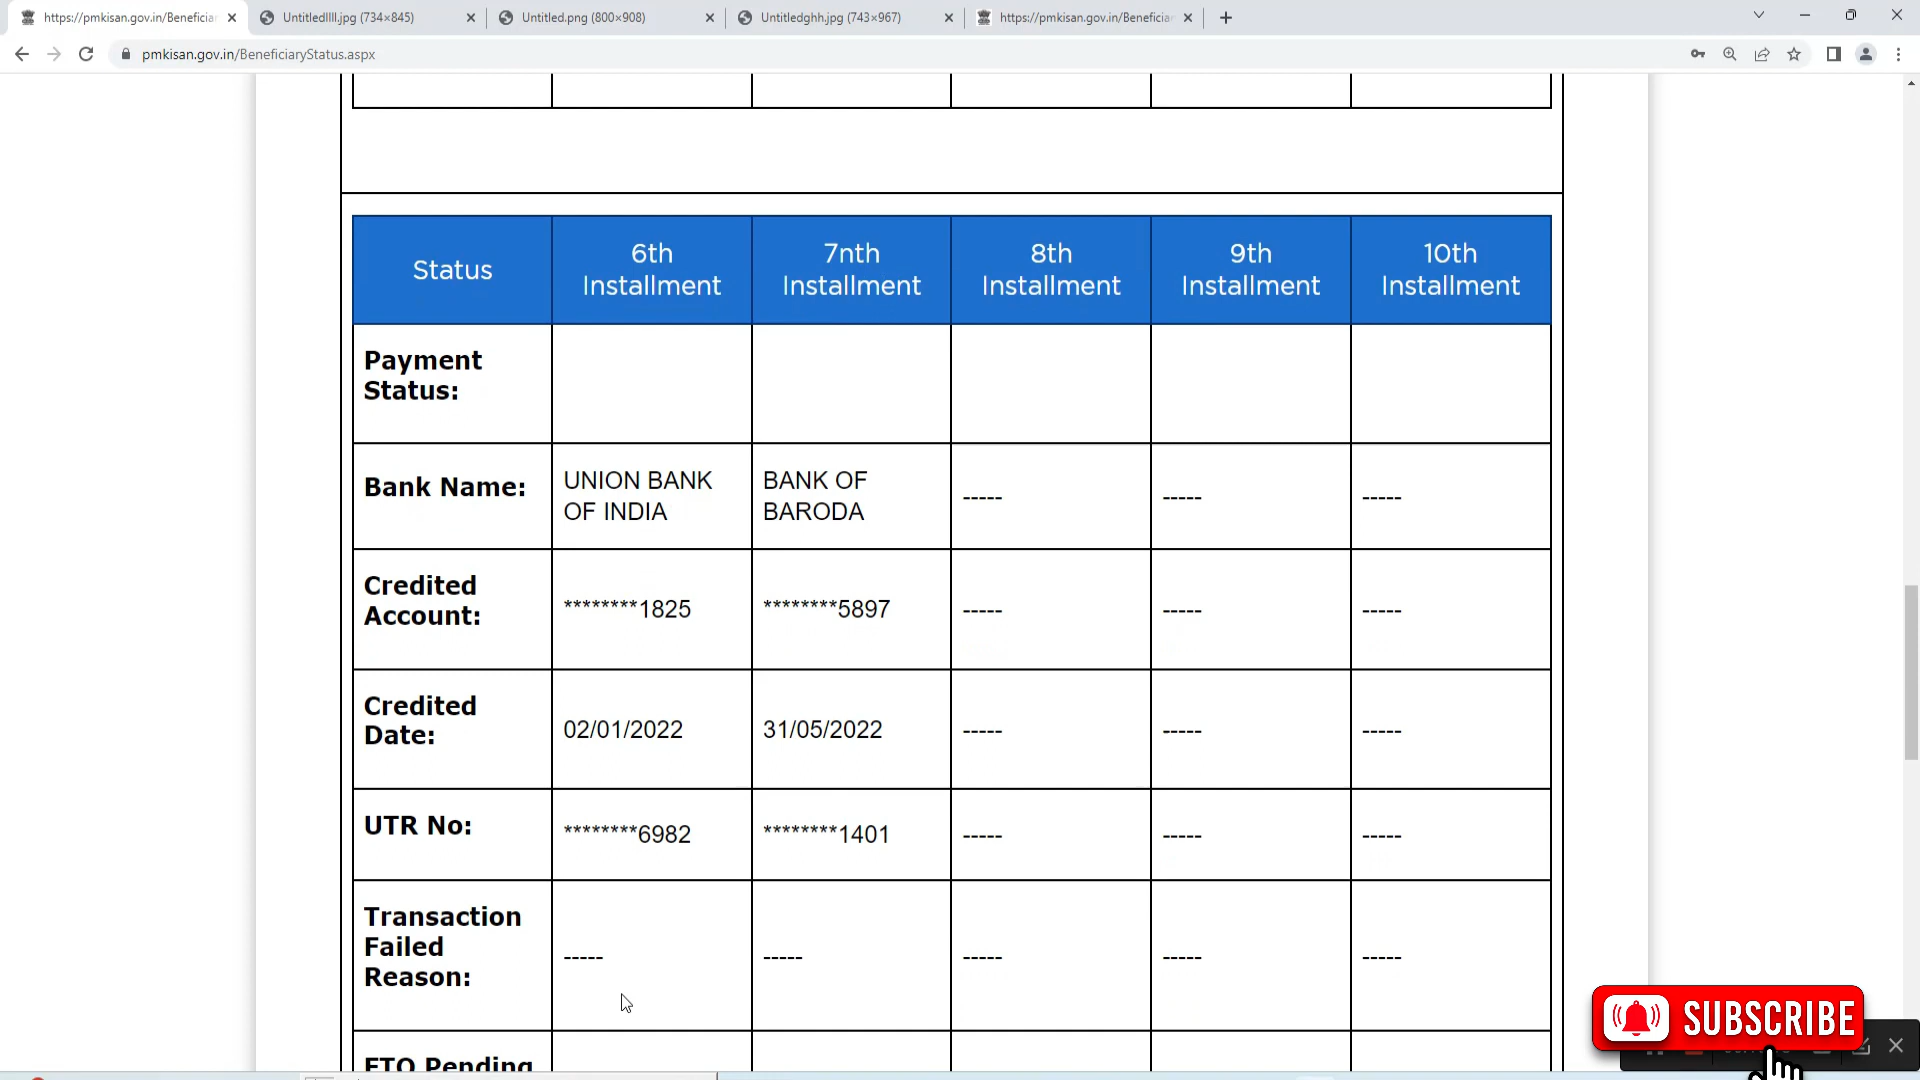 https://pmkisan.gov.in/Beneficiar
Untitledllll.jpg (734×845)
Untitled.png (800×908)
Untitledghh.jpg (743×967)
https://pmkisan.gov.in/Beneficiar
pmkisan.gov.in/BeneficiaryStatus.aspx
Status
6th Installment
7nth Installment
8th Installment
9th Installment
10th Installment
Payment Status:
Bank Name:
UNION BANK OF INDIA
BANK OF BARODA
-----
-----
-----
Credited Account:
********1825
********5897
-----
-----
-----
Credited Date:
02/01/2022
31/05/2022
-----
-----
-----
UTR No:
********6982
********1401
-----
-----
-----
Transaction Failed Reason:
-----
-----
-----
-----
-----
FTO Pending
SUBSCRIBE